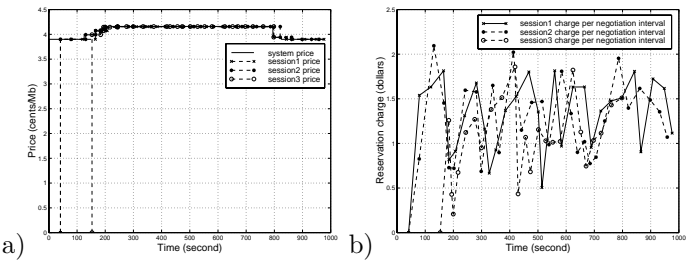 5
4.5
4
3.5
3
2.5
2
1.5
1
0.5
0
Price (cents/Mb)
system price
session1 price
session2 price
session3 price
0 100 200 300 400 500 600 700 800 900 1000
Time (second)
a)
2.5
2
1.5
1
0.5
0
Reservation charge (dollars)
session1 charge per negotiation interval
session2 charge per negotiation interval
session3 charge per negotiation interval
0 100 200 300 400 500 600 700 800 900 1000
Time (second)
b)